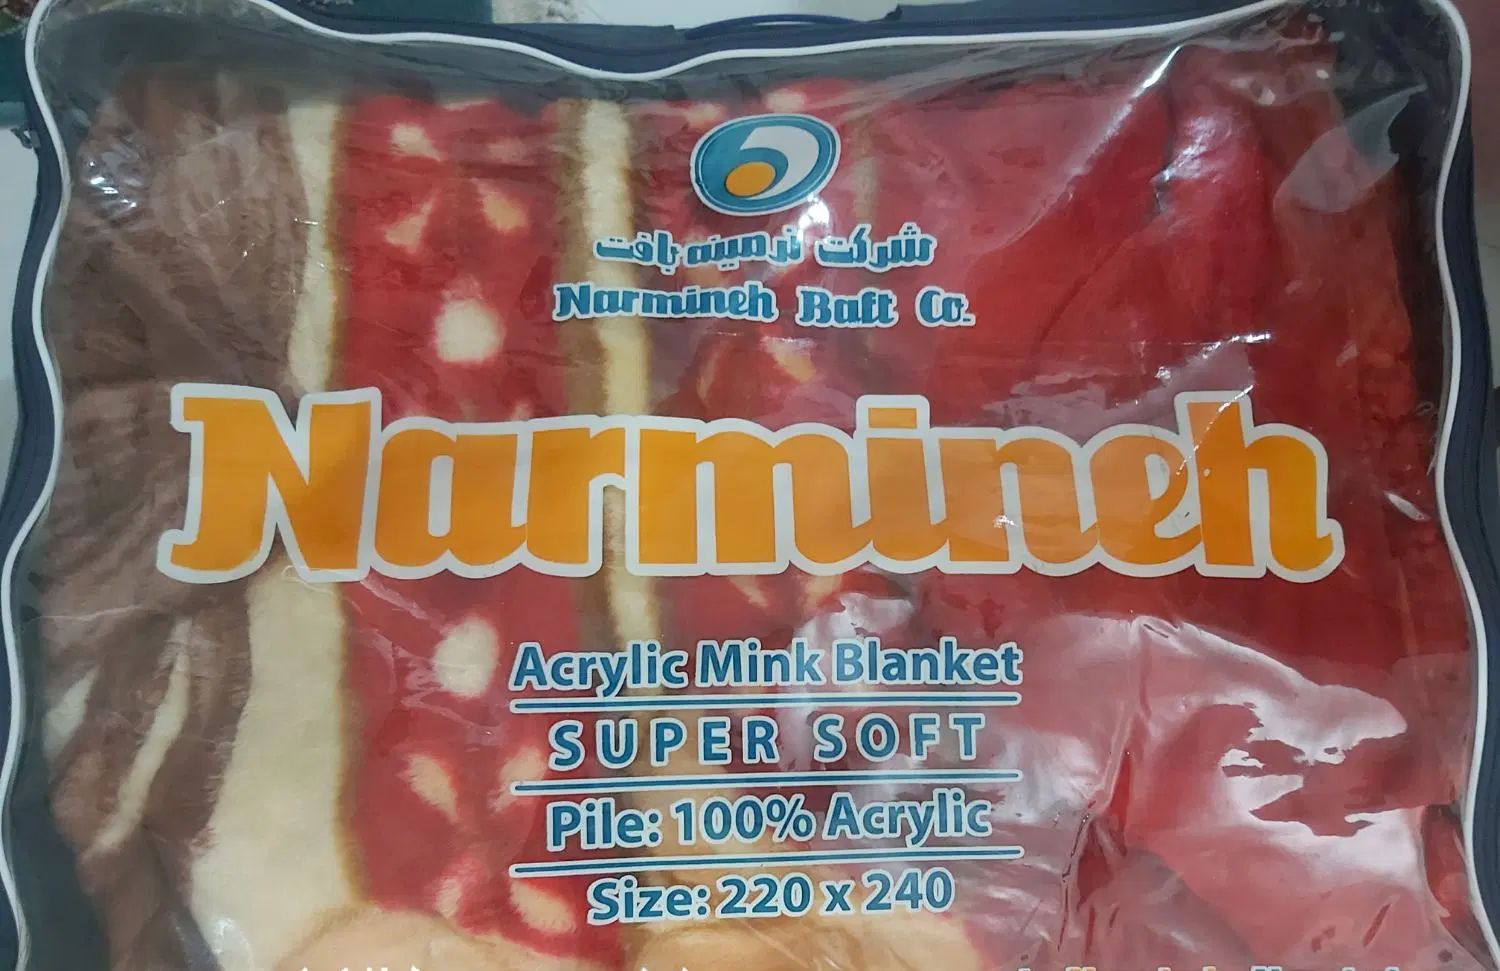 شرکت نرمینه بافت
Narmineh Baft Co.
Narmineh
Acrylic Mink Blanket
SUPER SOFT
Pile: 100% Acrylic
Size: 220 x 240